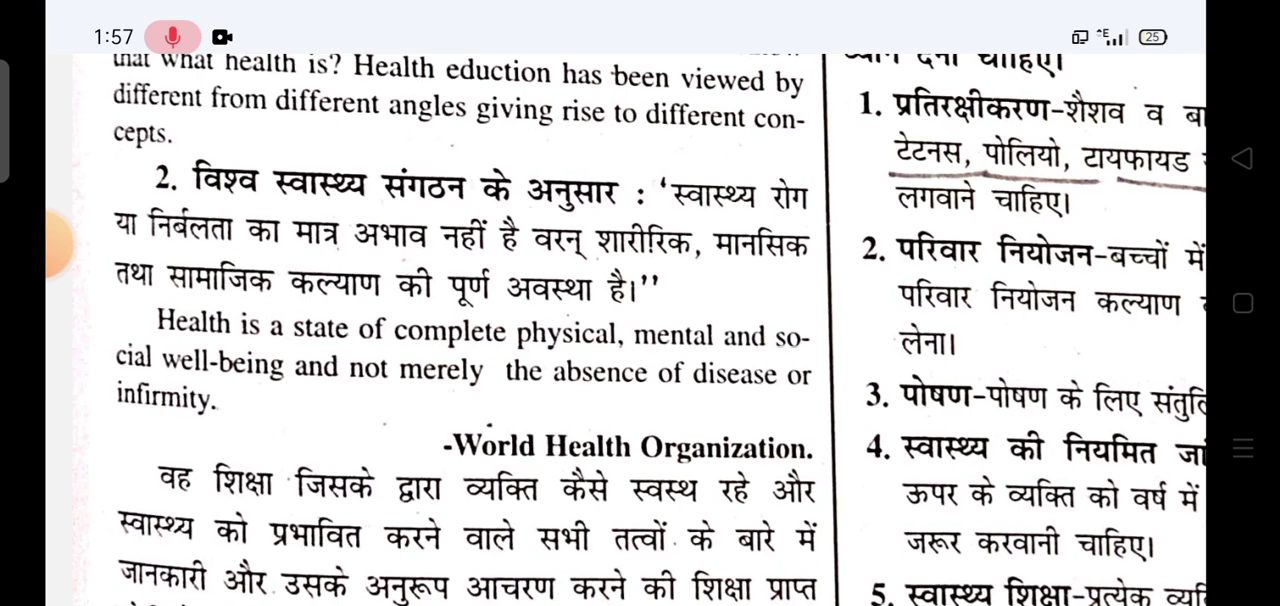 1:57
25
that what health is? Health eduction has been viewed by
different from different angles giving rise to different con-
cepts.
2. विश्व स्वास्थ्य संगठन के अनुसार : ‘स्वास्थ्य रोग
या निर्बलता का मात्र अभाव नहीं है वरन् शारीरिक, मानसिक
तथा सामाजिक कल्याण की पूर्ण अवस्था है।’’
Health is a state of complete physical, mental and so-
cial well-being and not merely the absence of disease or
infirmity.
-World Health Organization.
वह शिक्षा जिसके द्वारा व्यक्ति कैसे स्वस्थ रहे और
स्वास्थ्य को प्रभावित करने वाले सभी तत्वों के बारे में
जानकारी और उसके अनुरूप आचरण करने की शिक्षा प्राप्त
ध्यान देना चाहिए।
1. प्रतिरक्षीकरण-शैशव व
टेटनस, पोलियो, टायफायड
लगवाने चाहिए।
2. परिवार नियोजन-बच्चों में
परिवार नियोजन कल्याण
लेना।
3. पोषण-पोषण के लिए
4. स्वास्थ्य की नियमित
ऊपर के व्यक्ति को वर्ष में
जरूर करवानी चाहिए।
5. स्वास्थ्य शिक्षा-प्रत्येक